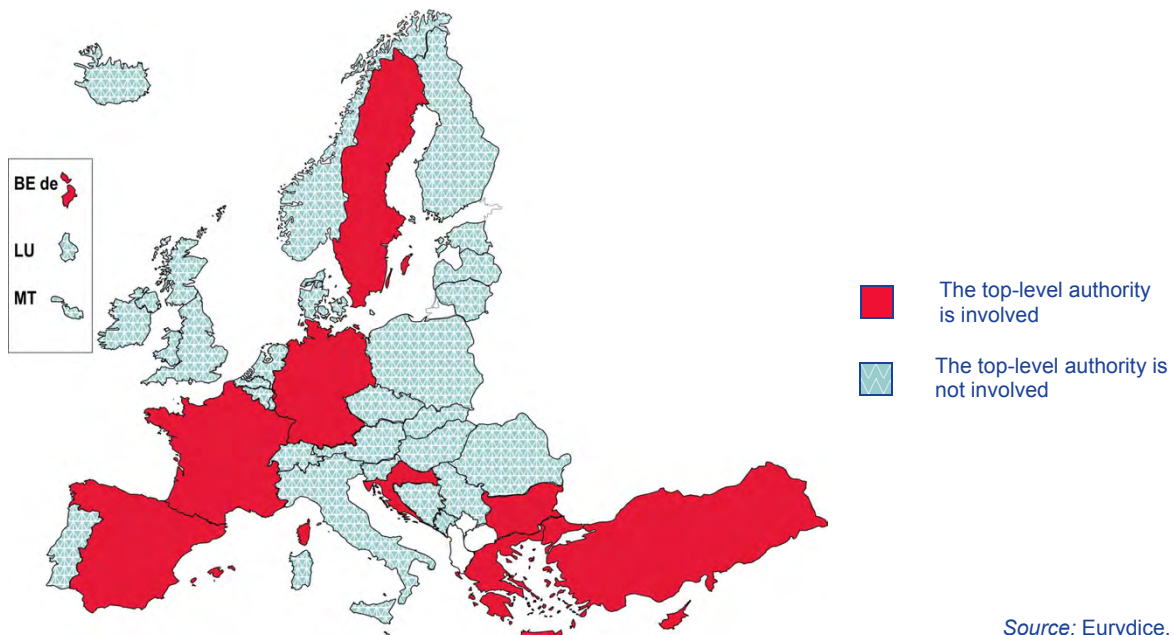 BE de
LU
MT
The top-level authority
is involved
The top-level authority is
not involved
Source: Eurydice.